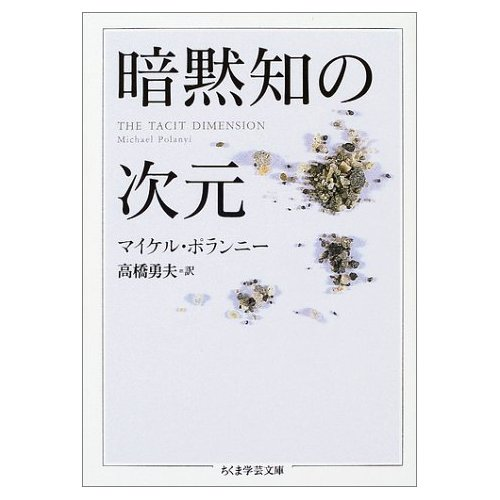 暗黙知の
THE TACIT DIMENSION
Michael Polanyi
次元
マイケル・ポランニー
高橋勇夫=訳
ちくま学芸文庫